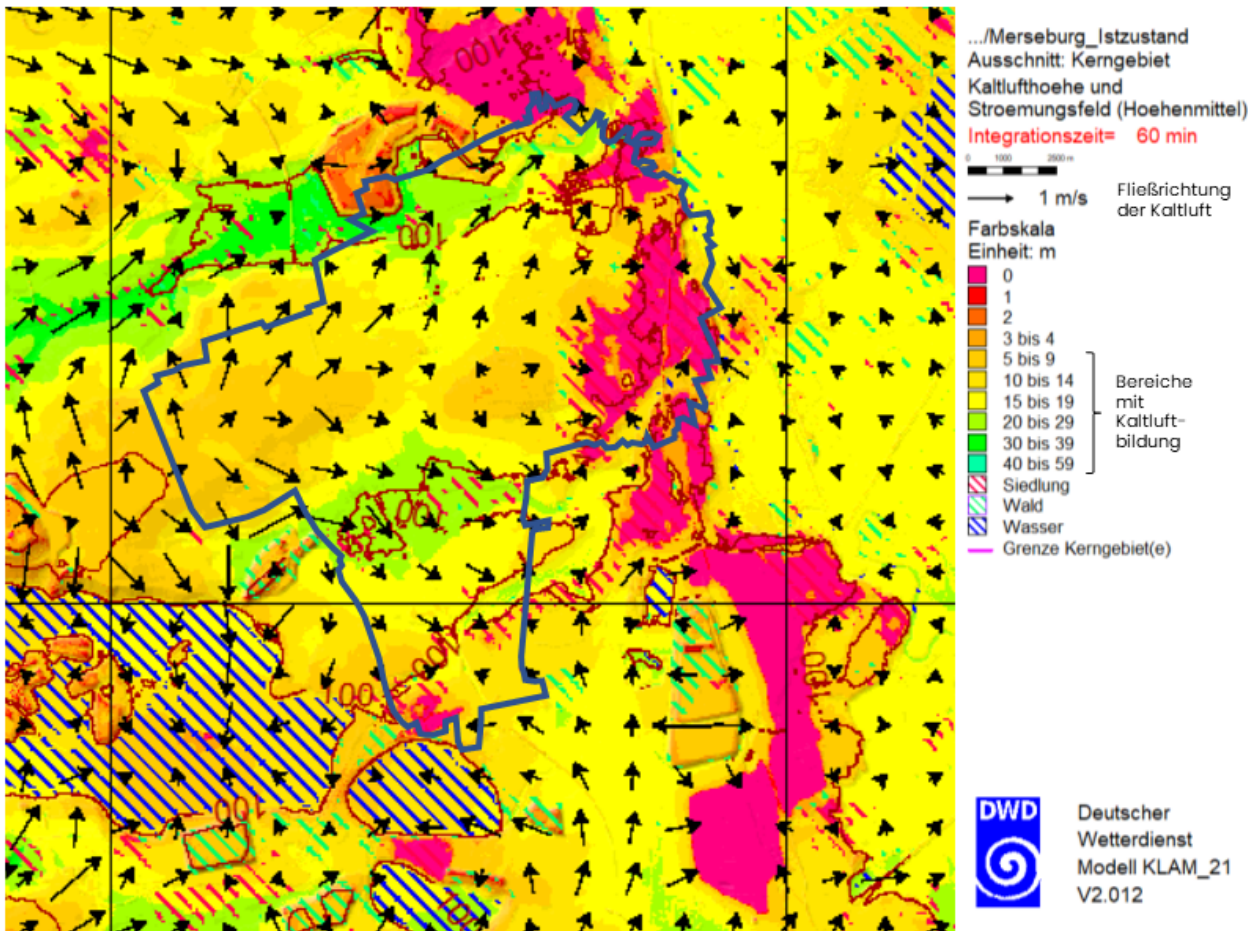 .../Merseburg_Istzustand
Ausschnitt: Kerngebiet
Kaltlufthoehe und
Stroemungsfeld (Hoehenmittel)
Integrationszeit= 60 min
0 1000 2500 m
1 m/s
Fließrichtung
der Kaltluft
Farbskala
Einheit: m
0
1
2
3 bis 4
5 bis 9
10 bis 14
15 bis 19
20 bis 29
30 bis 39
40 bis 59
Bereiche
mit
Kaltluft-
bildung
Siedlung
Wald
Wasser
Grenze Kerngebiet(e)
100
100
100
100
100
100
DWD
Deutscher
Wetterdienst
Modell KLAM_21
V2.012